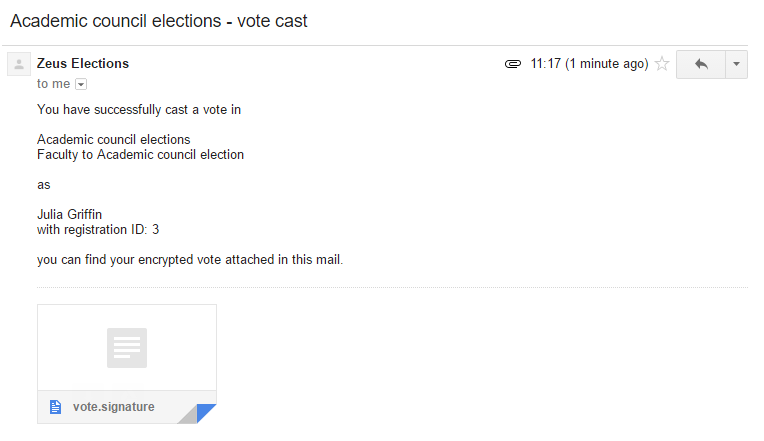 Academic council elections - vote cast
Zeus Elections
11:17 (1 minute ago)
to me
You have successfully cast a vote in
Academic council elections
Faculty to Academic council election
as
Julia Griffin
with registration ID: 3
you can find your encrypted vote attached in this mail.
vote.signature